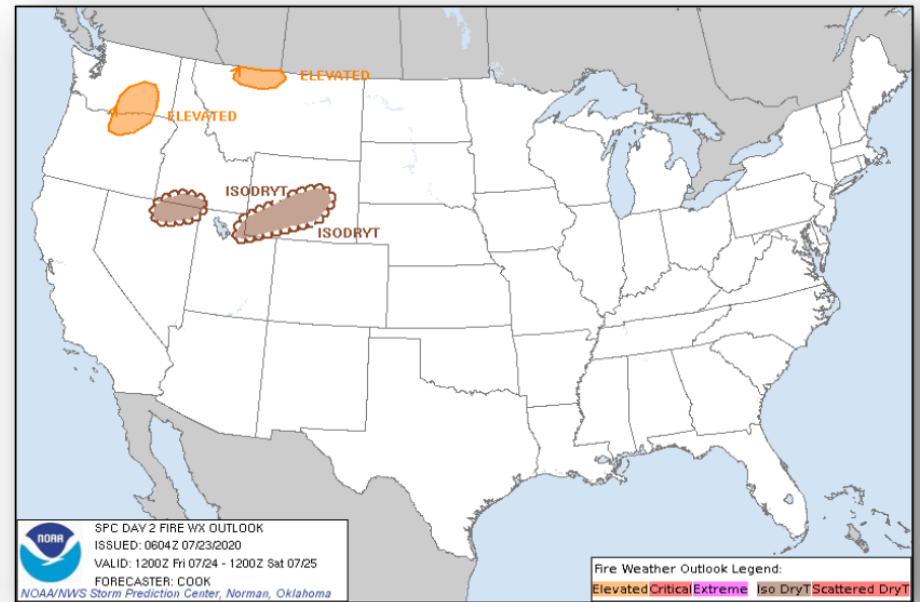 ELEVATED
ELEVATED
ISODRYT
ISODRYT
NOAA
SPC DAY 2 FIRE WX OUTLOOK
ISSUED: 0604Z 07/23/2020
VALID: 1200Z Fri 07/24 - 1200Z Sat 07/25
FORECASTER: COOK
NOAA/NWS Storm Prediction Center, Norman, Oklahoma
Fire Weather Outlook Legend:
Elevated Critical Extreme Iso DryT Scattered DryT